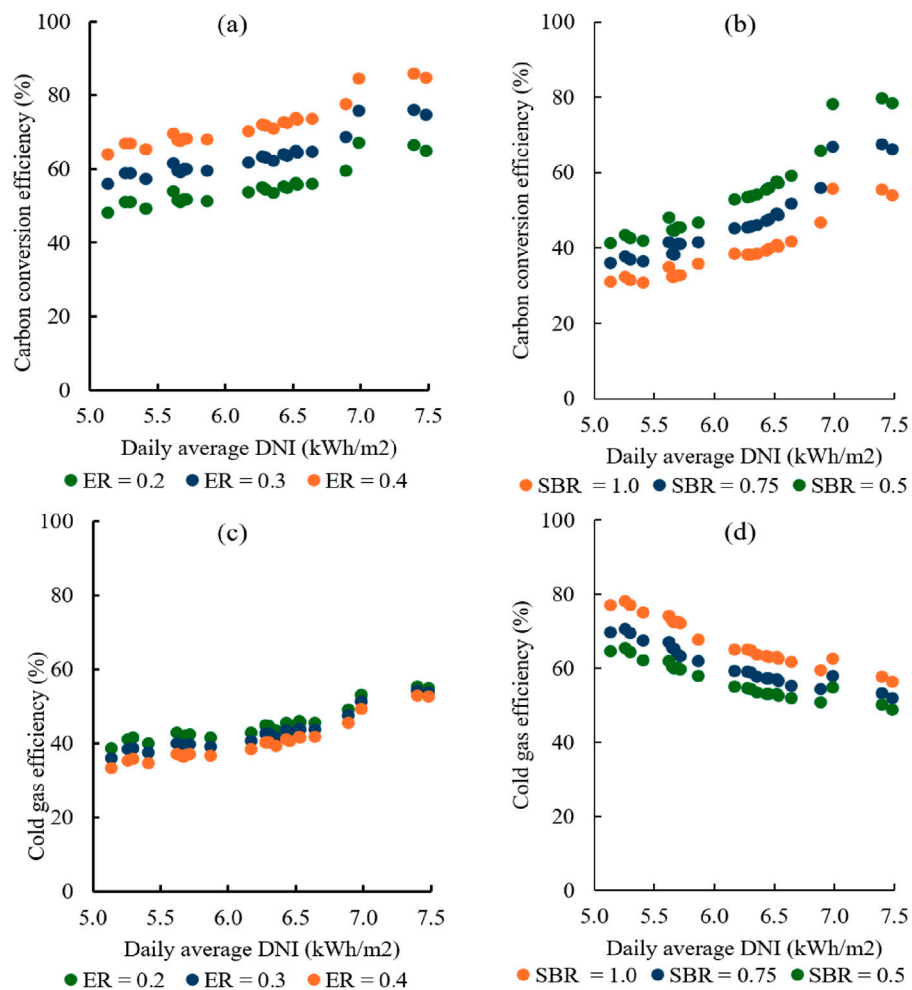 (a)
Carbon conversion efficiency (%)
100
80
60
40
20
0
5.0 5.5 6.0 6.5 7.0 7.5
Daily average DNI (kWh/m2)
ER = 0.2 ER = 0.3 ER = 0.4
(b)
Carbon conversion efficiency (%)
100
80
60
40
20
0
5.0 5.5 6.0 6.5 7.0 7.5
Daily average DNI (kWh/m2)
SBR = 1.0 SBR = 0.75 SBR = 0.5
(c)
Cold gas efficiency (%)
100
80
60
40
20
0
5.0 5.5 6.0 6.5 7.0 7.5
Daily average DNI (kWh/m2)
ER = 0.2 ER = 0.3 ER = 0.4
(d)
Cold gas efficiency (%)
100
80
60
40
20
0
5.0 5.5 6.0 6.5 7.0 7.5
Daily average DNI (kWh/m2)
SBR = 1.0 SBR = 0.75 SBR = 0.5